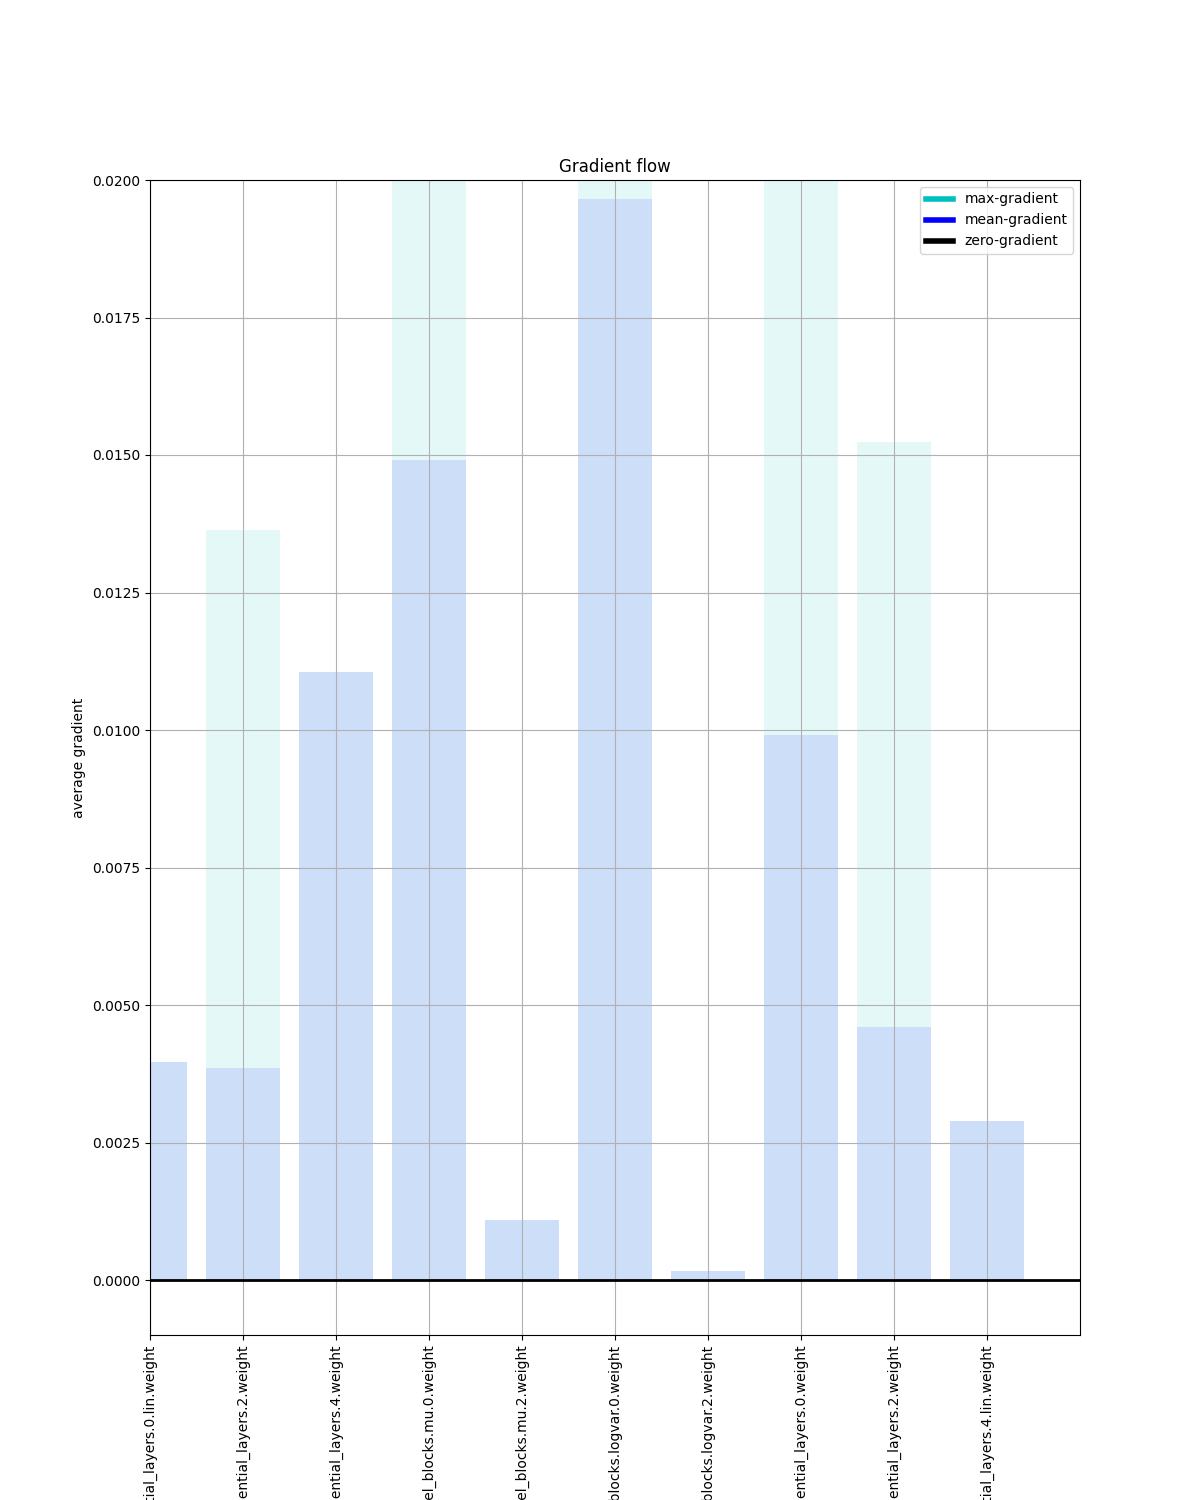 Gradient flow
max-gradient
mean-gradient
zero-gradient
0.0200
0.0175
0.0150
0.0125
0.0100
0.0075
0.0050
0.0025
0.0000
average gradient
tial_layers.0.lin.weight
ential_layers.2.weight
ential_layers.4.weight
el_blocks.mu.0.weight
el_blocks.mu.2.weight
blocks.logvar.0.weight
blocks.logvar.2.weight
ential_layers.0.weight
ential_layers.2.weight
tial_layers.4.lin.weight